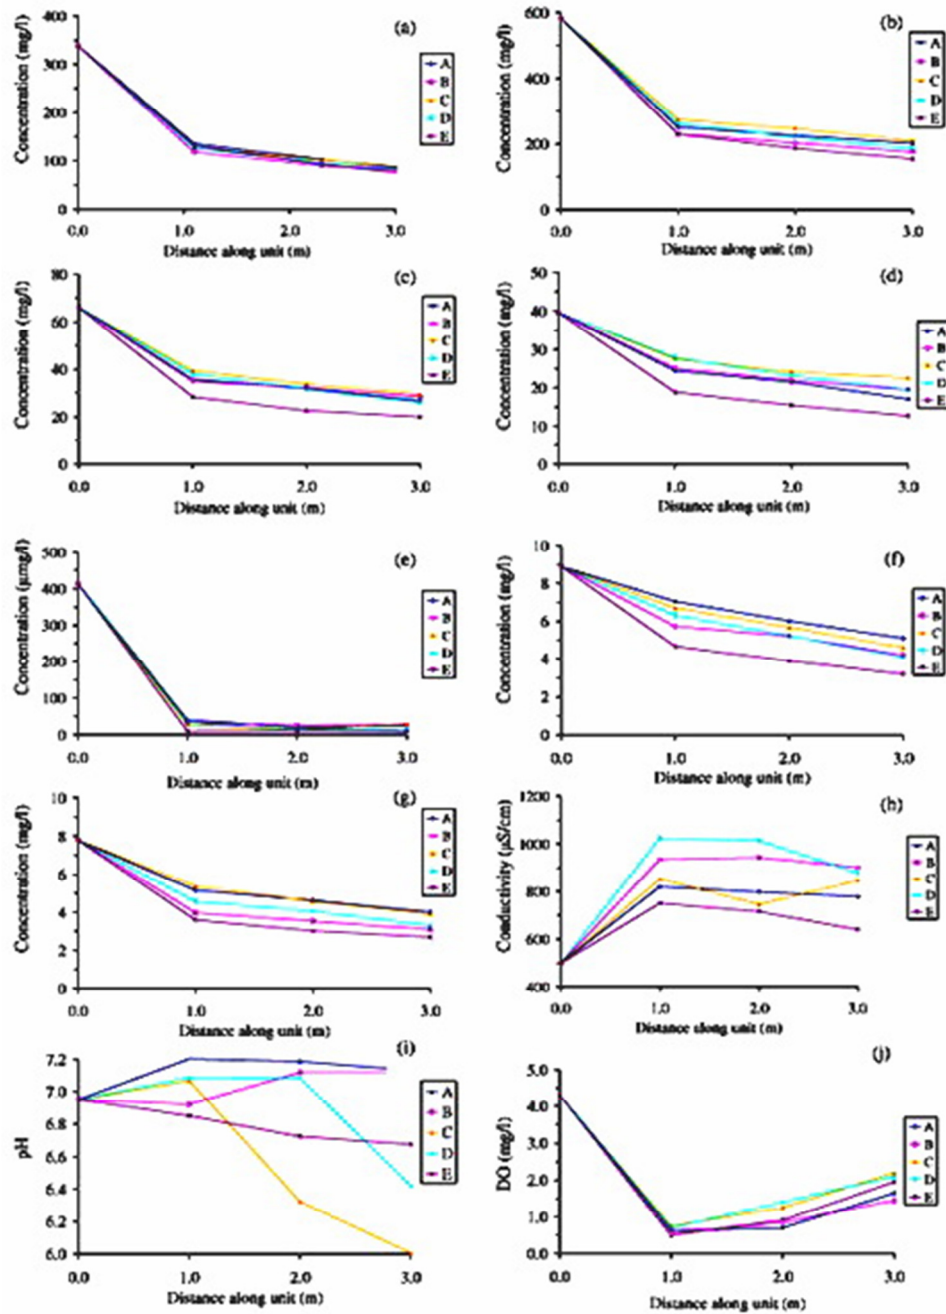 (a)
Concentration (mg/l)
400
300
200
100
0
0.0 1.0 2.0 3.0
Distance along unit (m)
A
B
C
D
E
(b)
Concentration (mg/l)
600
400
200
0
0.0 1.0 2.0 3.0
Distance along unit (m)
A
B
C
D
E
(c)
Concentration (mg/l)
80
60
40
20
0
0.0 1.0 2.0 3.0
Distance along unit (m)
A
B
C
D
E
(d)
Concentration (mg/l)
50
40
30
20
10
0
0.0 1.0 2.0 3.0
Distance along unit (m)
A
B
C
D
E
(e)
Concentration (µmg/l)
500
400
300
200
100
0
0.0 1.0 2.0 3.0
Distance along unit (m)
A
B
C
D
E
(f)
Concentration (mg/l)
10
8
6
4
2
0
0.0 1.0 2.0 3.0
Distance along unit (m)
A
B
C
D
E
(g)
Concentration (mg/l)
10
8
6
4
2
0
0.0 1.0 2.0 3.0
Distance along unit (m)
A
B
C
D
E
(h)
Conductivity (µS/cm)
1200
1000
800
600
400
0.0 1.0 2.0 3.0
Distance along unit (m)
A
B
C
D
E
(i)
pH
7.2
7.0
6.8
6.6
6.4
6.2
6.0
0.0 1.0 2.0 3.0
Distance along unit (m)
A
B
C
D
E
(j)
DO (mg/l)
5.0
4.0
3.0
2.0
1.0
0.0
0.0 1.0 2.0 3.0
Distance along unit (m)
A
B
C
D
E